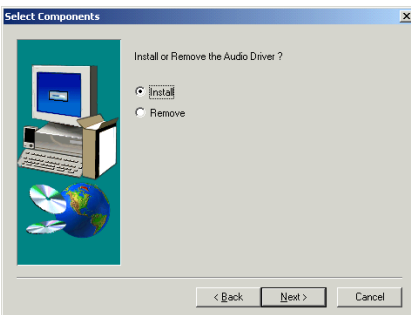 Select Components
Install or Remove the Audio Driver ?
Install
Remove
< Back
Next >
Cancel